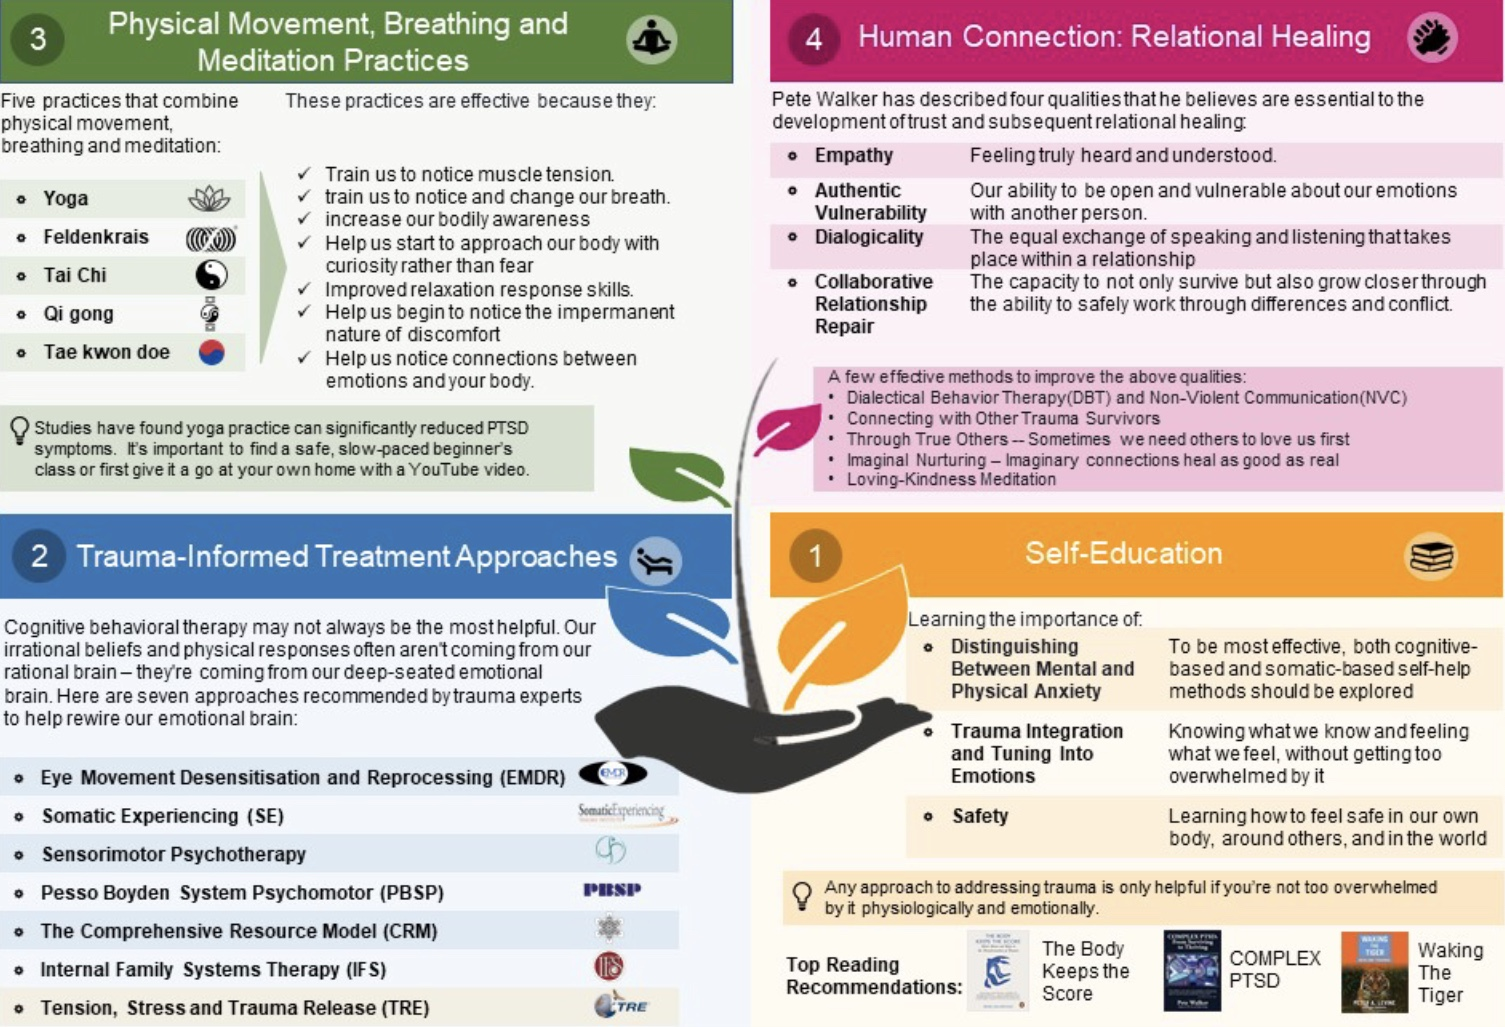 3
Physical Movement, Breathing and
Meditation Practices
Five practices that combine
physical movement,
breathing and meditation:
Yoga
Feldenkrais
Tai Chi
Qi gong
Tae kwon doe
These practices are effective because they:
✓ Train us to notice muscle tension.
✓ train us to notice and change our breath.
✓ increase our bodily awareness
✓ Help us start to approach our body with
curiosity rather than fear
✓ Improved relaxation response skills.
✓ Help us begin to notice the impermanent
nature of discomfort
✓ Help us notice connections between
emotions and your body.
Studies have found yoga practice can significantly reduced PTSD
symptoms. It's important to find a safe, slow-paced beginner's
class or first give it a go at your own home with a YouTube video.
4
Human Connection: Relational Healing
Pete Walker has described four qualities that he believes are essential to the
development of trust and subsequent relational healing:
Empathy
Feeling truly heard and understood.
Authentic
Vulnerability
Our ability to be open and vulnerable about our emotions
with another person.
Dialogicality
The equal exchange of speaking and listening that takes
place within a relationship
Collaborative
Relationship
Repair
The capacity to not only survive but also grow closer through
the ability to safely work through differences and conflict.
A few effective methods to improve the above qualities:
• Dialectical Behavior Therapy(DBT) and Non-Violent Communication(NVC)
• Connecting with Other Trauma Survivors
• Through True Others -- Sometimes we need others to love us first
• Imaginal Nurturing – Imaginary connections heal as good as real
• Loving-Kindness Meditation
2
Trauma-Informed Treatment Approaches
Cognitive behavioral therapy may not always be the most helpful. Our
irrational beliefs and physical responses often aren't coming from our
rational brain – they're coming from our deep-seated emotional
brain. Here are seven approaches recommended by trauma experts
to help rewire our emotional brain:
Eye Movement Desensitisation and Reprocessing (EMDR)
EMDR
Somatic Experiencing (SE)
SomaticExperiencing
Sensorimotor Psychotherapy
Pesso Boyden System Psychomotor (PBSP)
PBSP
The Comprehensive Resource Model (CRM)
Internal Family Systems Therapy (IFS)
IFS
Tension, Stress and Trauma Release (TRE)
TRE
1
Self-Education
Learning the importance of:
Distinguishing
Between Mental and
Physical Anxiety
To be most effective, both cognitive-
based and somatic-based self-help
methods should be explored
Trauma Integration
and Tuning Into
Emotions
Knowing what we know and feeling
what we feel, without getting too
overwhelmed by it
Safety
Learning how to feel safe in our own
body, around others, and in the world
Any approach to addressing trauma is only helpful if you're not too overwhelmed
by it physiologically and emotionally.
Top Reading
Recommendations:
THE BODY
KEEPS THE SCORE
The Body
Keeps the
Score
COMPLEX PTSD:
From Surviving
to Thriving
Pete Walker
COMPLEX
PTSD
WAKING
THE
TIGER
PETER A. LEVINE
Waking
The
Tiger